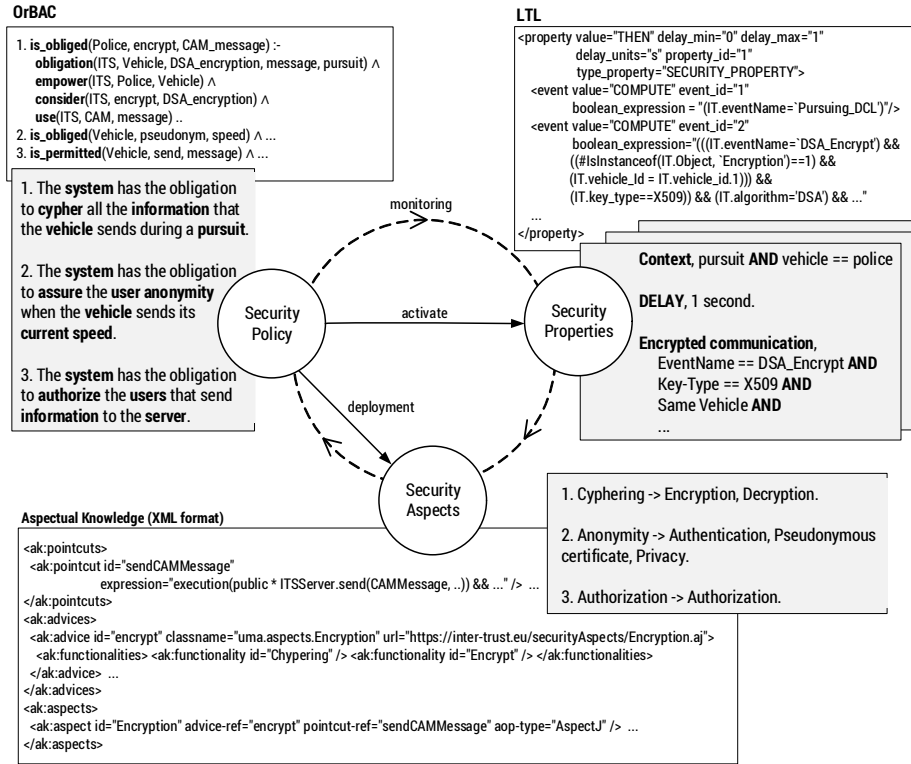 OrBAC
1. is_obliged(Police, encrypt, CAM_message) :-
obligation(ITS, Vehicle, DSA_encryption, message, pursuit) ∧
empower(ITS, Police, Vehicle) ∧
consider(ITS, encrypt, DSA_encryption) ∧
use(ITS, CAM, message) ..
2. is_obliged(Vehicle, pseudonym, speed) ∧ ...
3. is_permitted(Vehicle, send, message) ∧ ...
1. The system has the obligation
to cypher all the information that
the vehicle sends during a pursuit.
2. The system has the obligation
to assure the user anonymity
when the vehicle sends its
current speed.
3. The system has the obligation
to authorize the users that send
information to the server.
LTL
<property value="THEN" delay_min="0" delay_max="1"
delay_units="s" property_id="1"
type_property="SECURITY_PROPERTY">
<event value="COMPUTE" event_id="1"
boolean_expression = "(IT.eventName=`Pursuing_DCL')"/>
<event value="COMPUTE" event_id="2"
boolean_expression="(((IT.eventName=`DSA_Encrypt') &&
((#IsInstanceof(IT.Object, `Encryption')==1) &&
(IT.vehicle_Id = IT.vehicle_id.1))) &&
(IT.key_type==X509)) && (IT.algorithm='DSA') && ..."
...
</property>
Context, pursuit AND vehicle == police
DELAY, 1 second.
Encrypted communication,
EventName == DSA_Encrypt AND
Key-Type == X509 AND
Same Vehicle AND
...
monitoring
Security
Policy
activate
Security
Properties
deployment
Security
Aspects
1. Cyphering -> Encryption, Decryption.
2. Anonymity -> Authentication, Pseudonymous
certificate, Privacy.
3. Authorization -> Authorization.
Aspectual Knowledge (XML format)
<ak:pointcuts>
<ak:pointcut id="sendCAMMessage"
expression="execution(public * ITSServer.send(CAMMessage, ..)) && ..." /> ...
</ak:pointcuts>
<ak:advices>
<ak:advice id="encrypt" classname="uma.aspects.Encryption" url="https://inter-trust.eu/securityAspects/Encryption.aj">
<ak:functionalities> <ak:functionality id="Chypering" /> <ak:functionality id="Encrypt" /> </ak:functionalities>
</ak:advice> ...
</ak:advices>
<ak:aspects>
<ak:aspect id="Encryption" advice-ref="encrypt" pointcut-ref="sendCAMMessage" aop-type="AspectJ" /> ...
</ak:aspects>